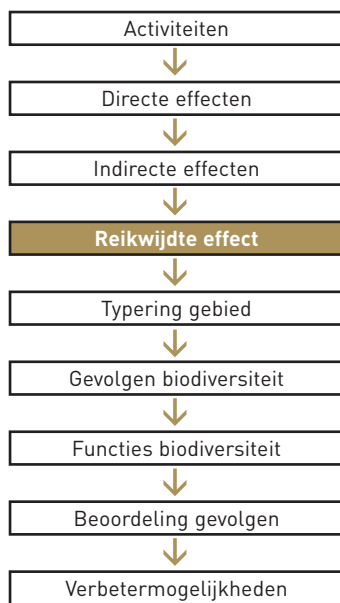 Activiteiten
Directe effecten
Indirecte effecten
Reikwijdte effect
Typering gebied
Gevolgen biodiversiteit
Functies biodiversiteit
Beoordeling gevolgen
Verbetermogelijkheden